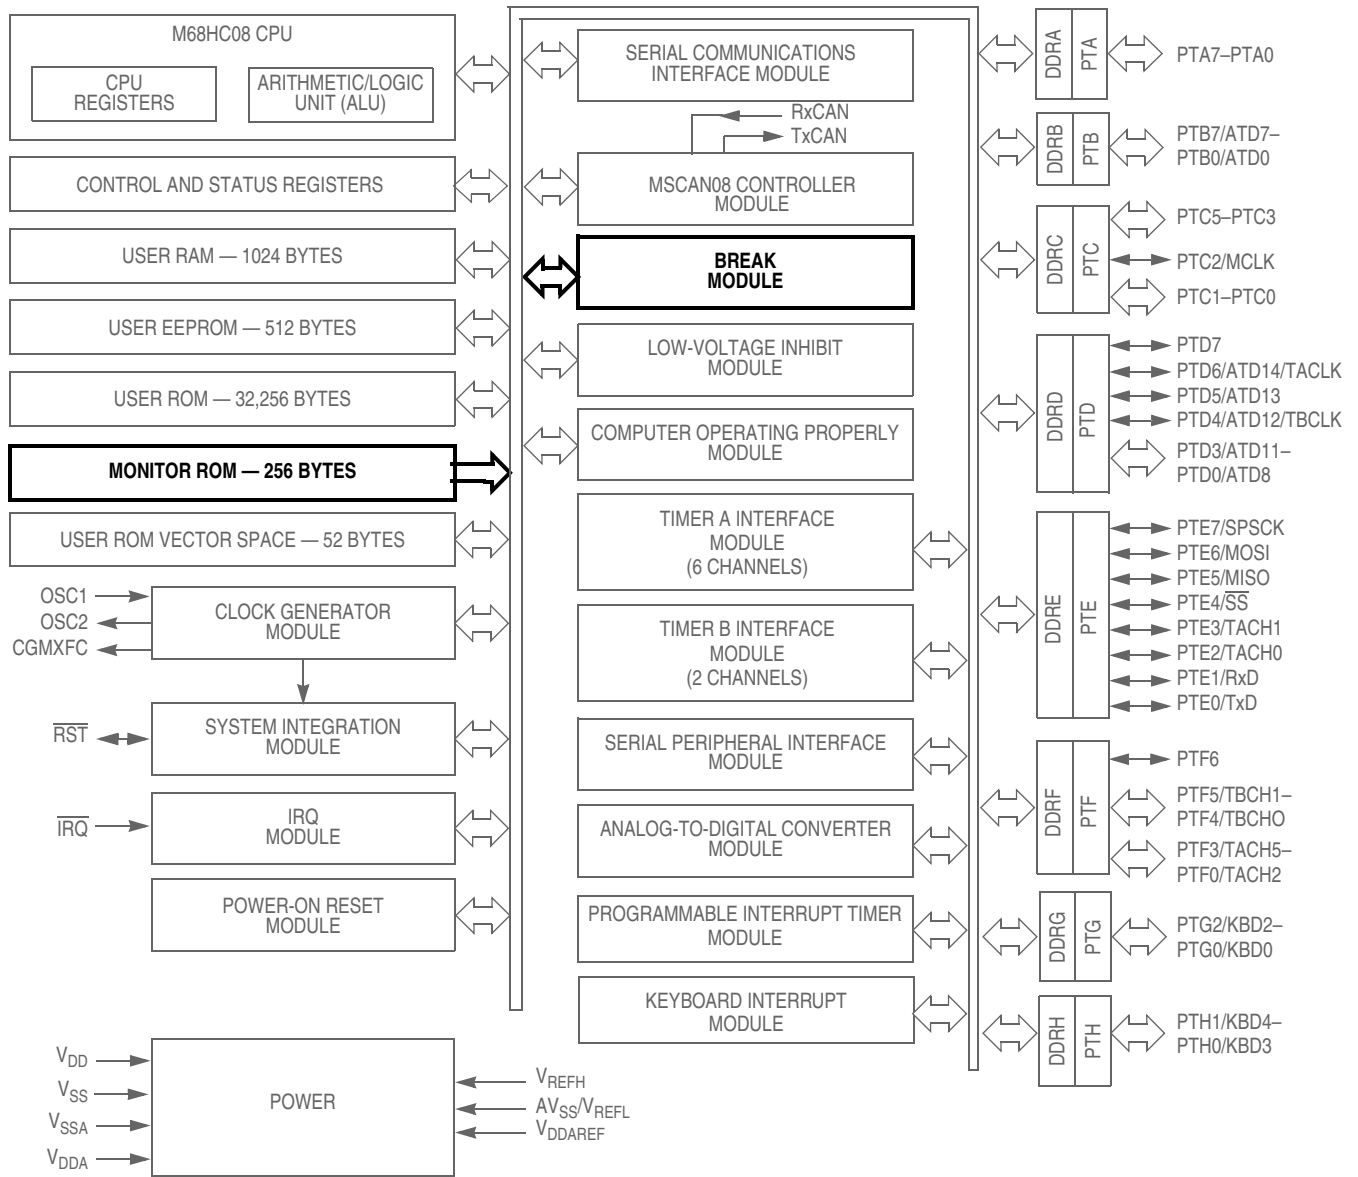 M68HC08 CPU
CPU
REGISTERS
ARITHMETIC/LOGIC
UNIT (ALU)
CONTROL AND STATUS REGISTERS
USER RAM — 1024 BYTES
USER EEPROM — 512 BYTES
USER ROM — 32,256 BYTES
MONITOR ROM — 256 BYTES
USER ROM VECTOR SPACE — 52 BYTES
OSC1
OSC2
CGMXFC
CLOCK GENERATOR
MODULE
RST
SYSTEM INTEGRATION
MODULE
IRQ
IRQ
MODULE
POWER-ON RESET
MODULE
VDD
VSS
VSSA
VDDA
POWER
VREFH
AVSS/VREFL
VDDAREF
SERIAL COMMUNICATIONS
INTERFACE MODULE
RxCAN
TxCAN
MSCAN08 CONTROLLER
MODULE
BREAK
MODULE
LOW-VOLTAGE INHIBIT
MODULE
COMPUTER OPERATING PROPERLY
MODULE
TIMER A INTERFACE
MODULE
(6 CHANNELS)
TIMER B INTERFACE
MODULE
(2 CHANNELS)
SERIAL PERIPHERAL INTERFACE
MODULE
ANALOG-TO-DIGITAL CONVERTER
MODULE
PROGRAMMABLE INTERRUPT TIMER
MODULE
KEYBOARD INTERRUPT
MODULE
DDRA
PTA
PTA7–PTA0
DDRB
PTB
PTB7/ATD7–
PTB0/ATD0
DDRC
PTC
PTC5–PTC3
PTC2/MCLK
PTC1–PTC0
DDRD
PTD
PTD7
PTD6/ATD14/TACLK
PTD5/ATD13
PTD4/ATD12/TBCLK
PTD3/ATD11–
PTD0/ATD8
DDRE
PTE
PTE7/SPSCK
PTE6/MOSI
PTE5/MISO
PTE4/SS
PTE3/TACH1
PTE2/TACH0
PTE1/RxD
PTE0/TxD
DDRF
PTF
PTF6
PTF5/TBCH1–
PTF4/TBCHO
PTF3/TACH5–
PTF0/TACH2
DDRG
PTG
PTG2/KBD2–
PTG0/KBD0
DDRH
PTH
PTH1/KBD4–
PTH0/KBD3